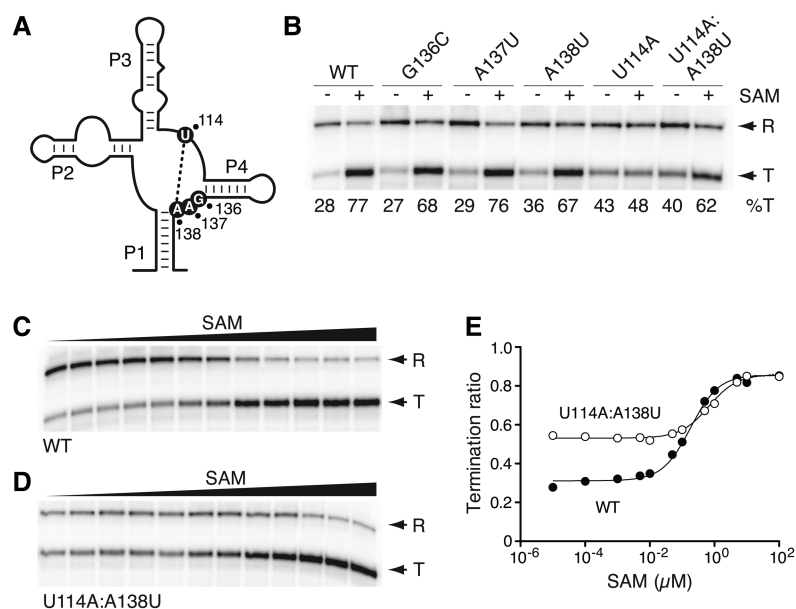 A
P3
U
114
P2
P4
A A G
136
137
138
P1
B
WT G136C A137U A138U U114A U114A:A138U
- + - + - + - + - + - + SAM
R
T
28 77 27 68 29 76 36 67 43 48 40 62 %T
C
SAM
R
T
WT
D
SAM
R
T
U114A:A138U
E
1.0
0.8
0.6
0.4
0.2
0
Termination ratio
U114A:A138U
WT
10⁻⁶ 10⁻⁴ 10⁻² 10⁰ 10²
SAM (µM)